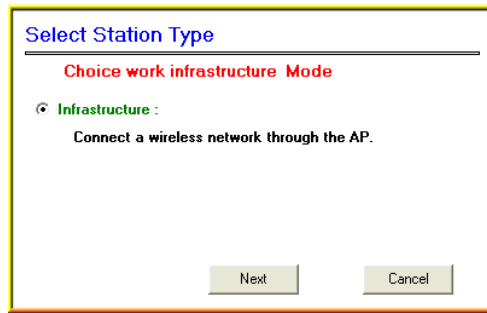 Select Station Type
Choice work infrastructure Mode
Infrastructure :
Connect a wireless network through the AP.
Next Cancel